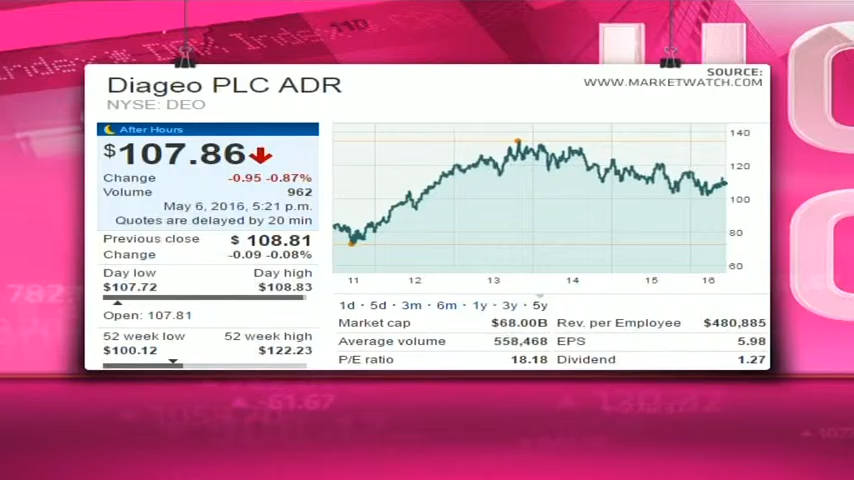 Diageo PLC ADR
NYSE: DEO
SOURCE:
WWW.MARKETWATCH.COM
After Hours
$107.86
Change -0.95 -0.87%
Volume 962
May 6, 2016, 5:21 p.m.
Quotes are delayed by 20 min
Previous close $ 108.81
Change -0.09 -0.08%
Day low Day high
$107.72 $108.83
Open: 107.81
52 week low 52 week high
$100.12 $122.23
140
120
100
80
60
11 12 13 14 15 16
1d · 5d · 3m · 6m · 1y · 3y · 5y
Market cap $68.00B Rev. per Employee $480,885
Average volume 558,468 EPS 5.98
P/E ratio 18.18 Dividend 1.27
-61.67